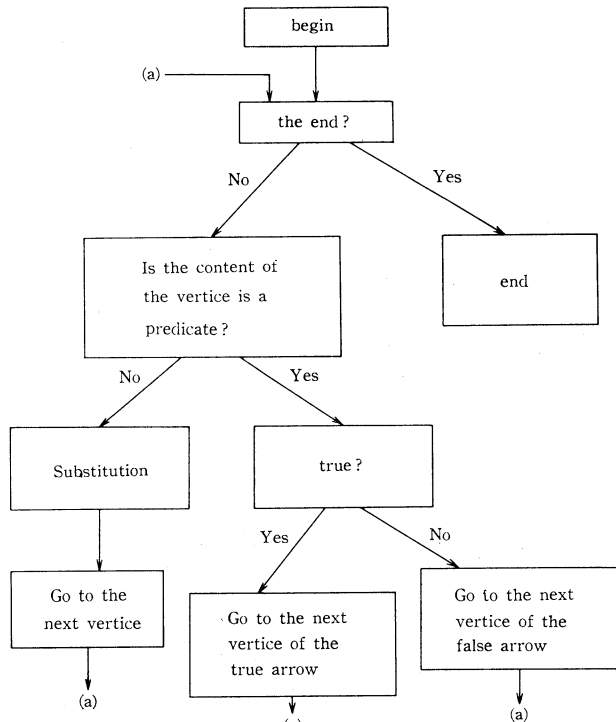 begin
(a)
the end?
No
Yes
Is the content of
the vertice is a
predicate?
end
No
Yes
Substitution
true?
Yes
No
Go to the
next vertice
Go to the next
vertice of the
true arrow
Go to the next
vertice of the
false arrow
(a)
(a)